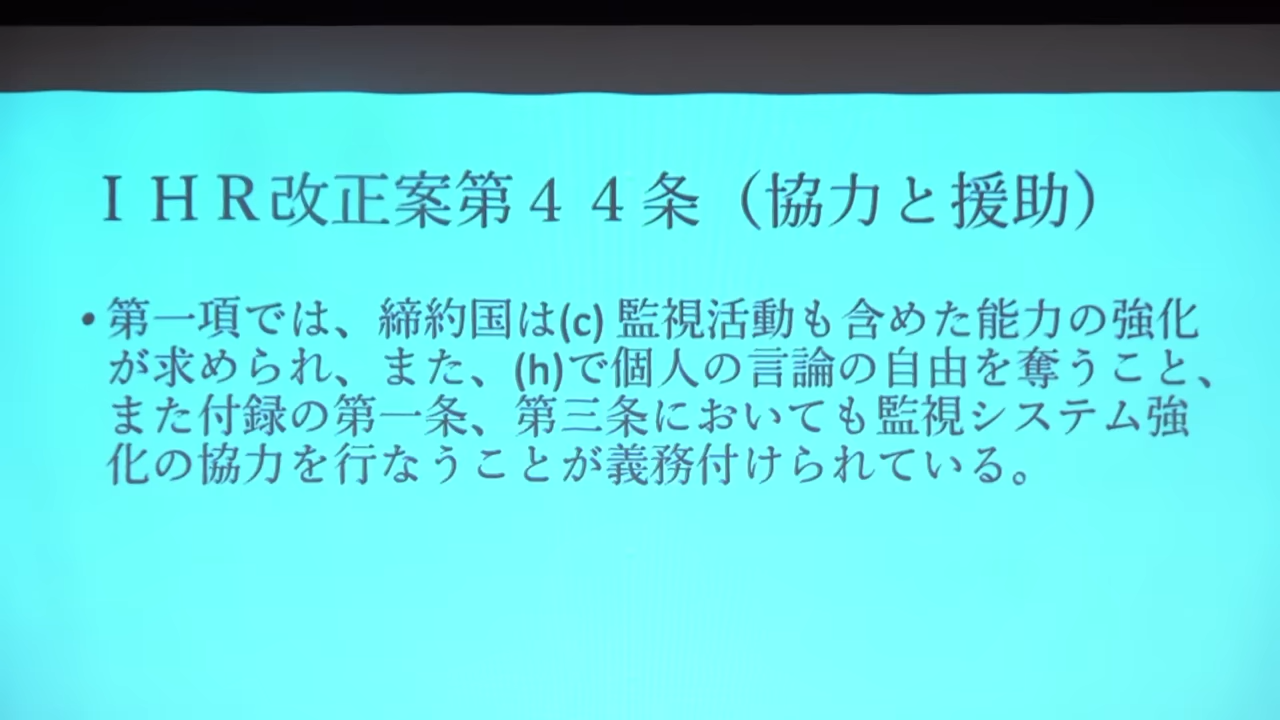 ＩＨＲ改正案第４４条（協力と援助）
・第一項では、締約国は(c) 監視活動も含めた能力の強化
が求められ、また、(h)で個人の言論の自由を奪うこと、
また付録の第一条、第三条においても監視システム強
化の協力を行なうことが義務付けられている。